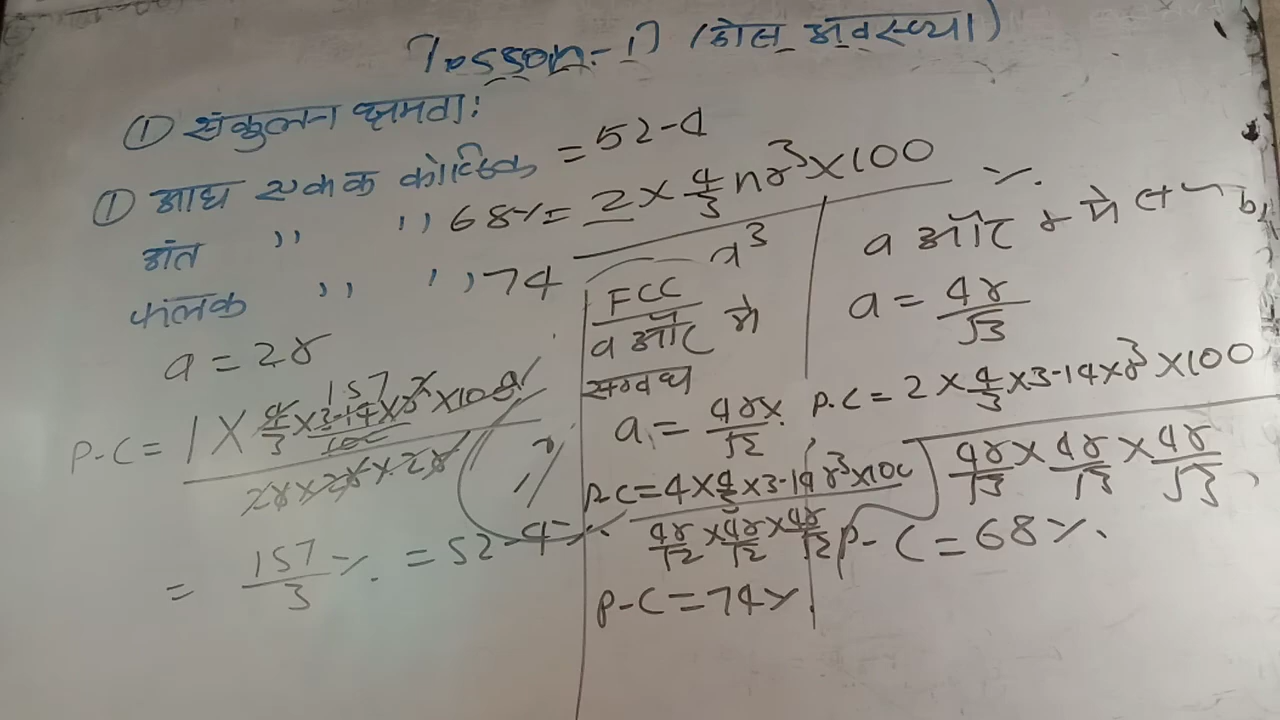 Lesson-1) (ठोस अवस्था)
① संकुलन क्षमताः
① आद्य एकक कोष्ठिक = 52-4
अंत ,, ,, 68% = 2 × 4/3 πr³ × 100 %
a³
फलक ,, ,, 74
a = 2r
P-C = 1 × 4/3 × 3-14 × r³ × 100
157
100
2r × 2r × 2r
= 157/3 % = 52-4%
FCC
a और r में
सम्बंध
a = 4r/√2
P-C = 4 × 4/3 × 3-14 r³ × 100
4r/√2 × 4r/√2 × 4r/√2
P-C = 74%
a और r में
a = 4r/√3
P-C = 2 × 4/3 × 3-14 × r³ × 100
4r/√3 × 4r/√3 × 4r/√3
P-C = 68%